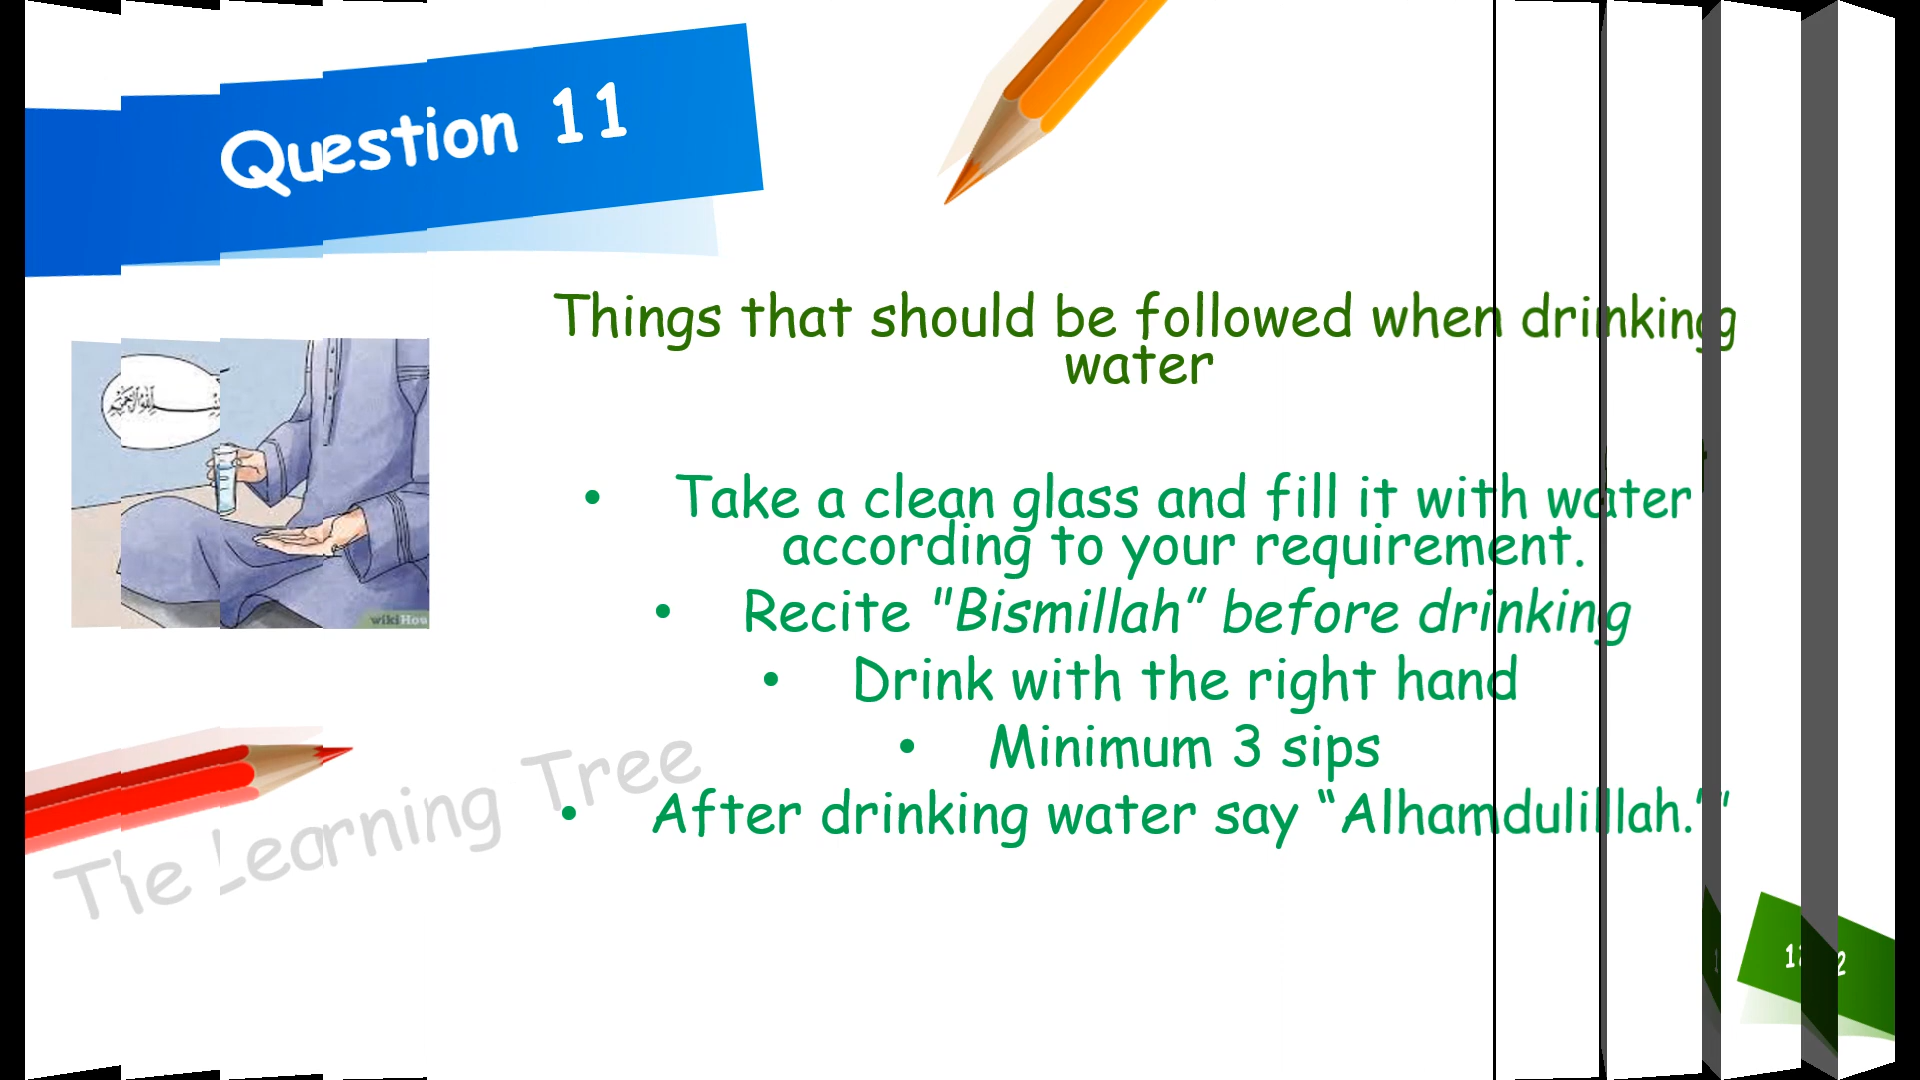 Question 11
Things that should be followed when drinking
water
• Take a clean glass and fill it with water
according to your requirement.
• Recite "Bismillah” before drinking
• Drink with the right hand
• Minimum 3 sips
• After drinking water say “Alhamdulillah.”
The Learning Tree
wikiHow
12